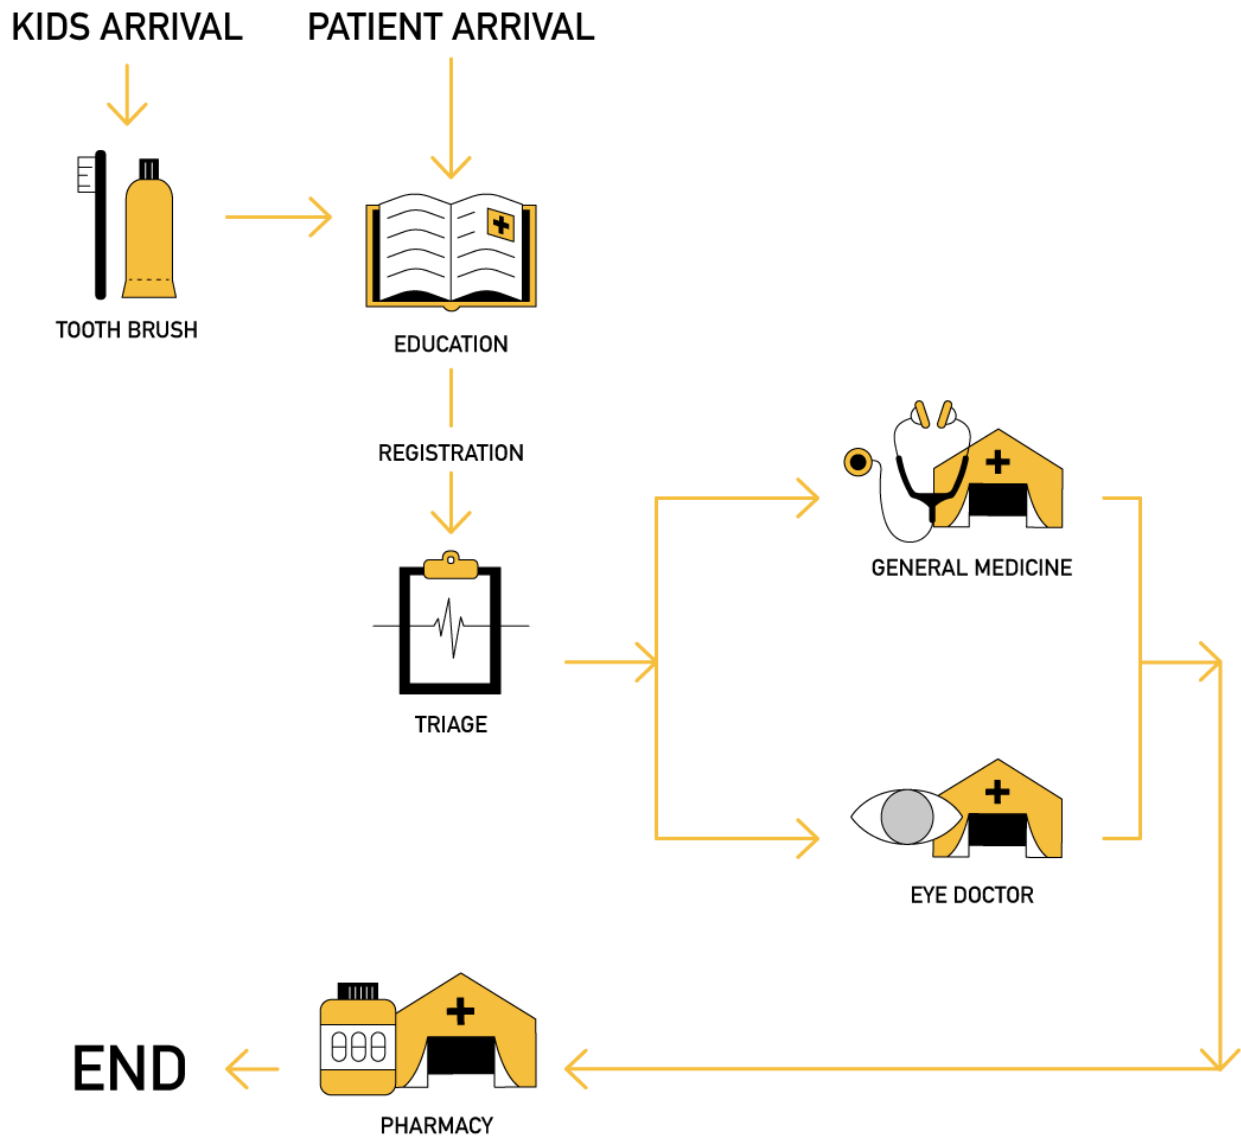 KIDS ARRIVAL
PATIENT ARRIVAL
TOOTH BRUSH
EDUCATION
REGISTRATION
TRIAGE
GENERAL MEDICINE
EYE DOCTOR
PHARMACY
END